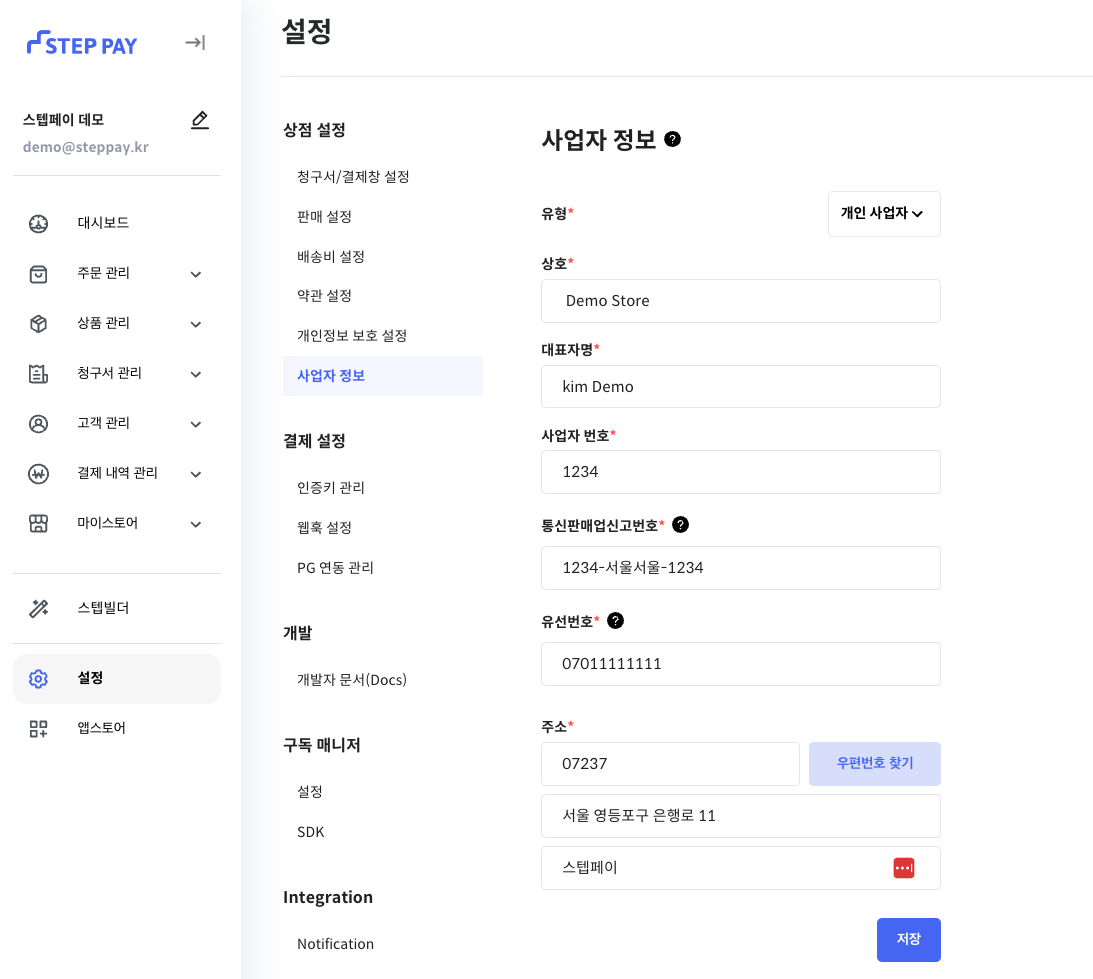 STEP PAY
스텝페이 데모
demo@steppay.kr
대시보드
주문 관리
상품 관리
청구서 관리
고객 관리
결제 내역 관리
마이스토어
스텝빌더
설정
앱스토어
설정
상점 설정
청구서/결제창 설정
판매 설정
배송비 설정
약관 설정
개인정보 보호 설정
사업자 정보
결제 설정
인증키 관리
웹훅 설정
PG 연동 관리
개발
개발자 문서(Docs)
구독 매니저
설정
SDK
Integration
Notification
사업자 정보 ?
유형* 개인 사업자
상호*
Demo Store
대표자명*
kim Demo
사업자 번호*
1234
통신판매업신고번호* ?
1234-서울서울-1234
유선번호* ?
07011111111
주소*
07237 우편번호 찾기
서울 영등포구 은행로 11
스텝페이
저장